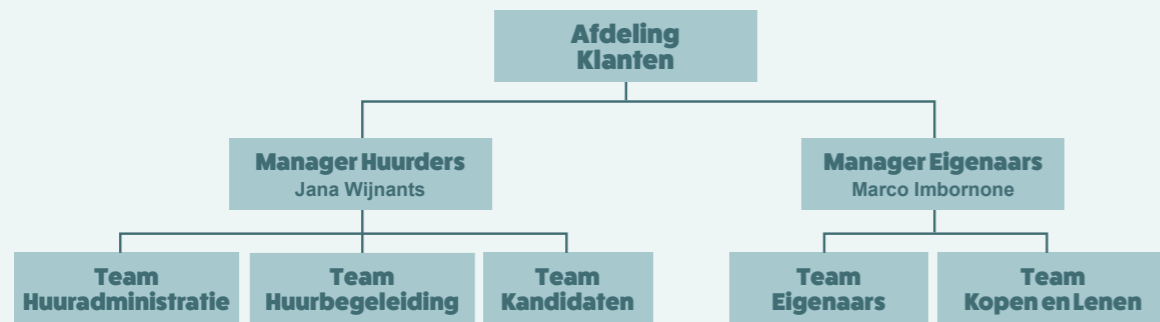 Afdeling
Klanten
Manager Huurders
Jana Wijnants
Manager Eigenaars
Marco Imbornone
Team
Huuradministratie
Team
Huurbegeleiding
Team
Kandidaten
Team
Eigenaars
Team
Kopen en Lenen